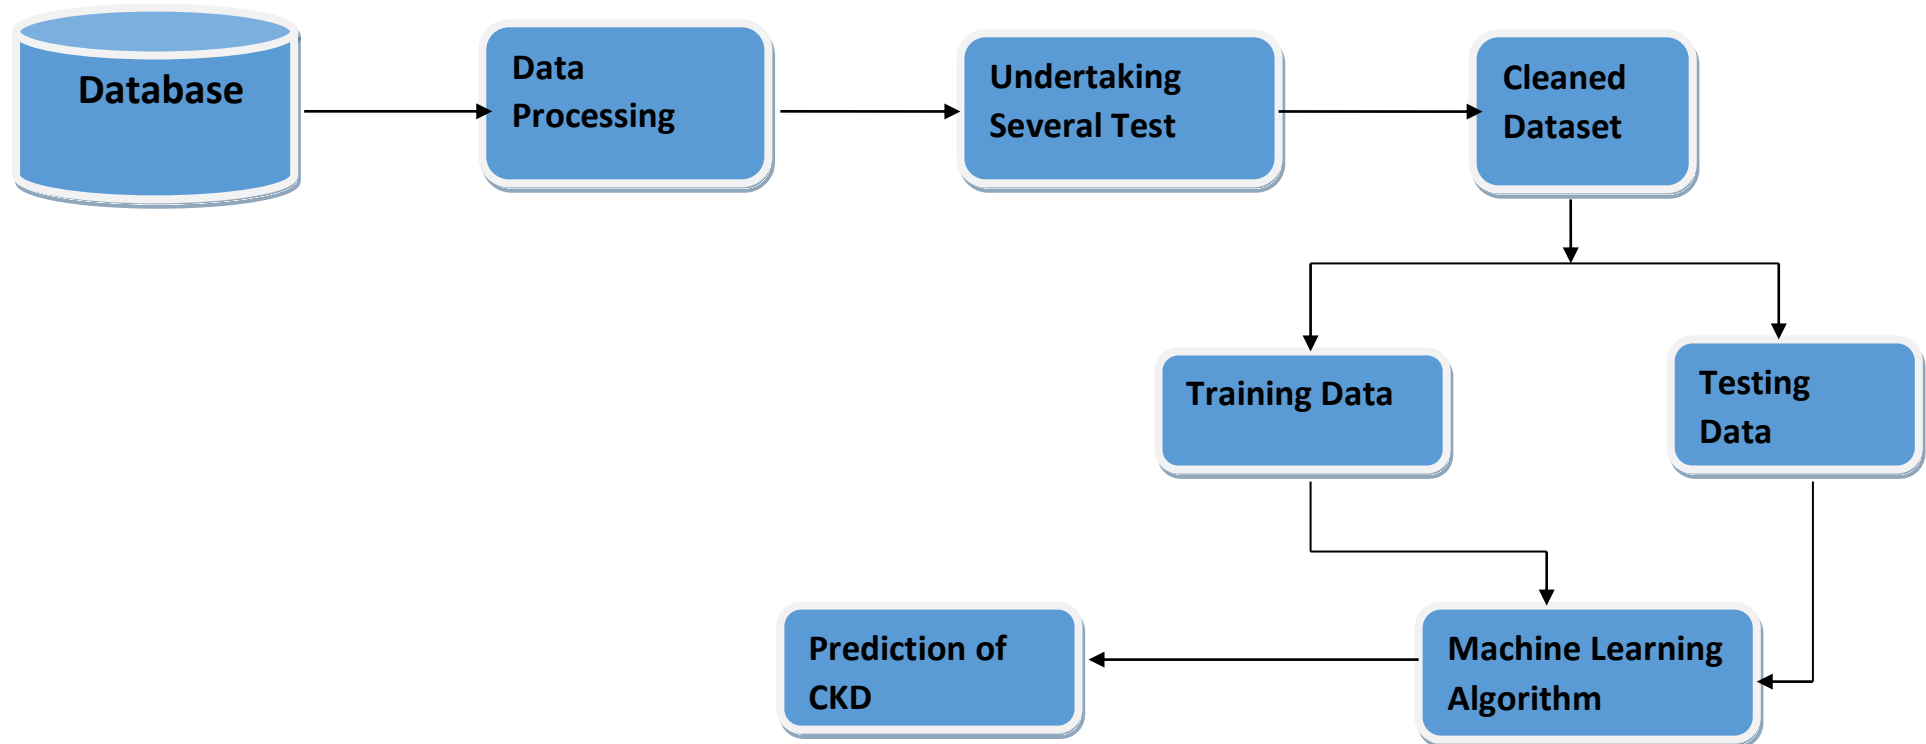 Database
Data
Processing
Undertaking
Several Test
Cleaned
Dataset
Training Data
Testing
Data
Prediction of
CKD
Machine Learning
Algorithm